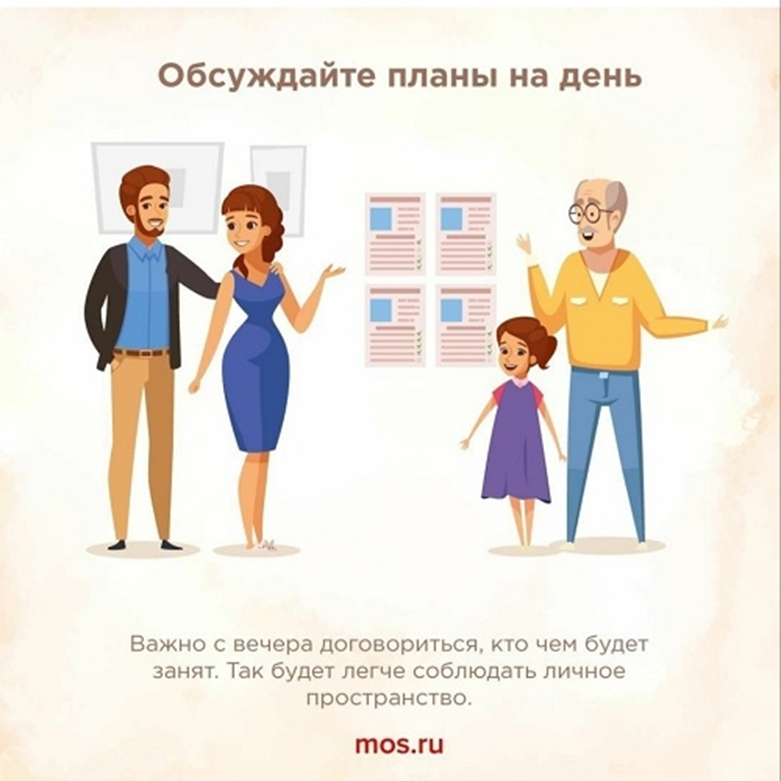 Обсуждайте планы на день
Важно с вечера договориться, кто чем будет
занят. Так будет легче соблюдать личное
пространство.
mos.ru